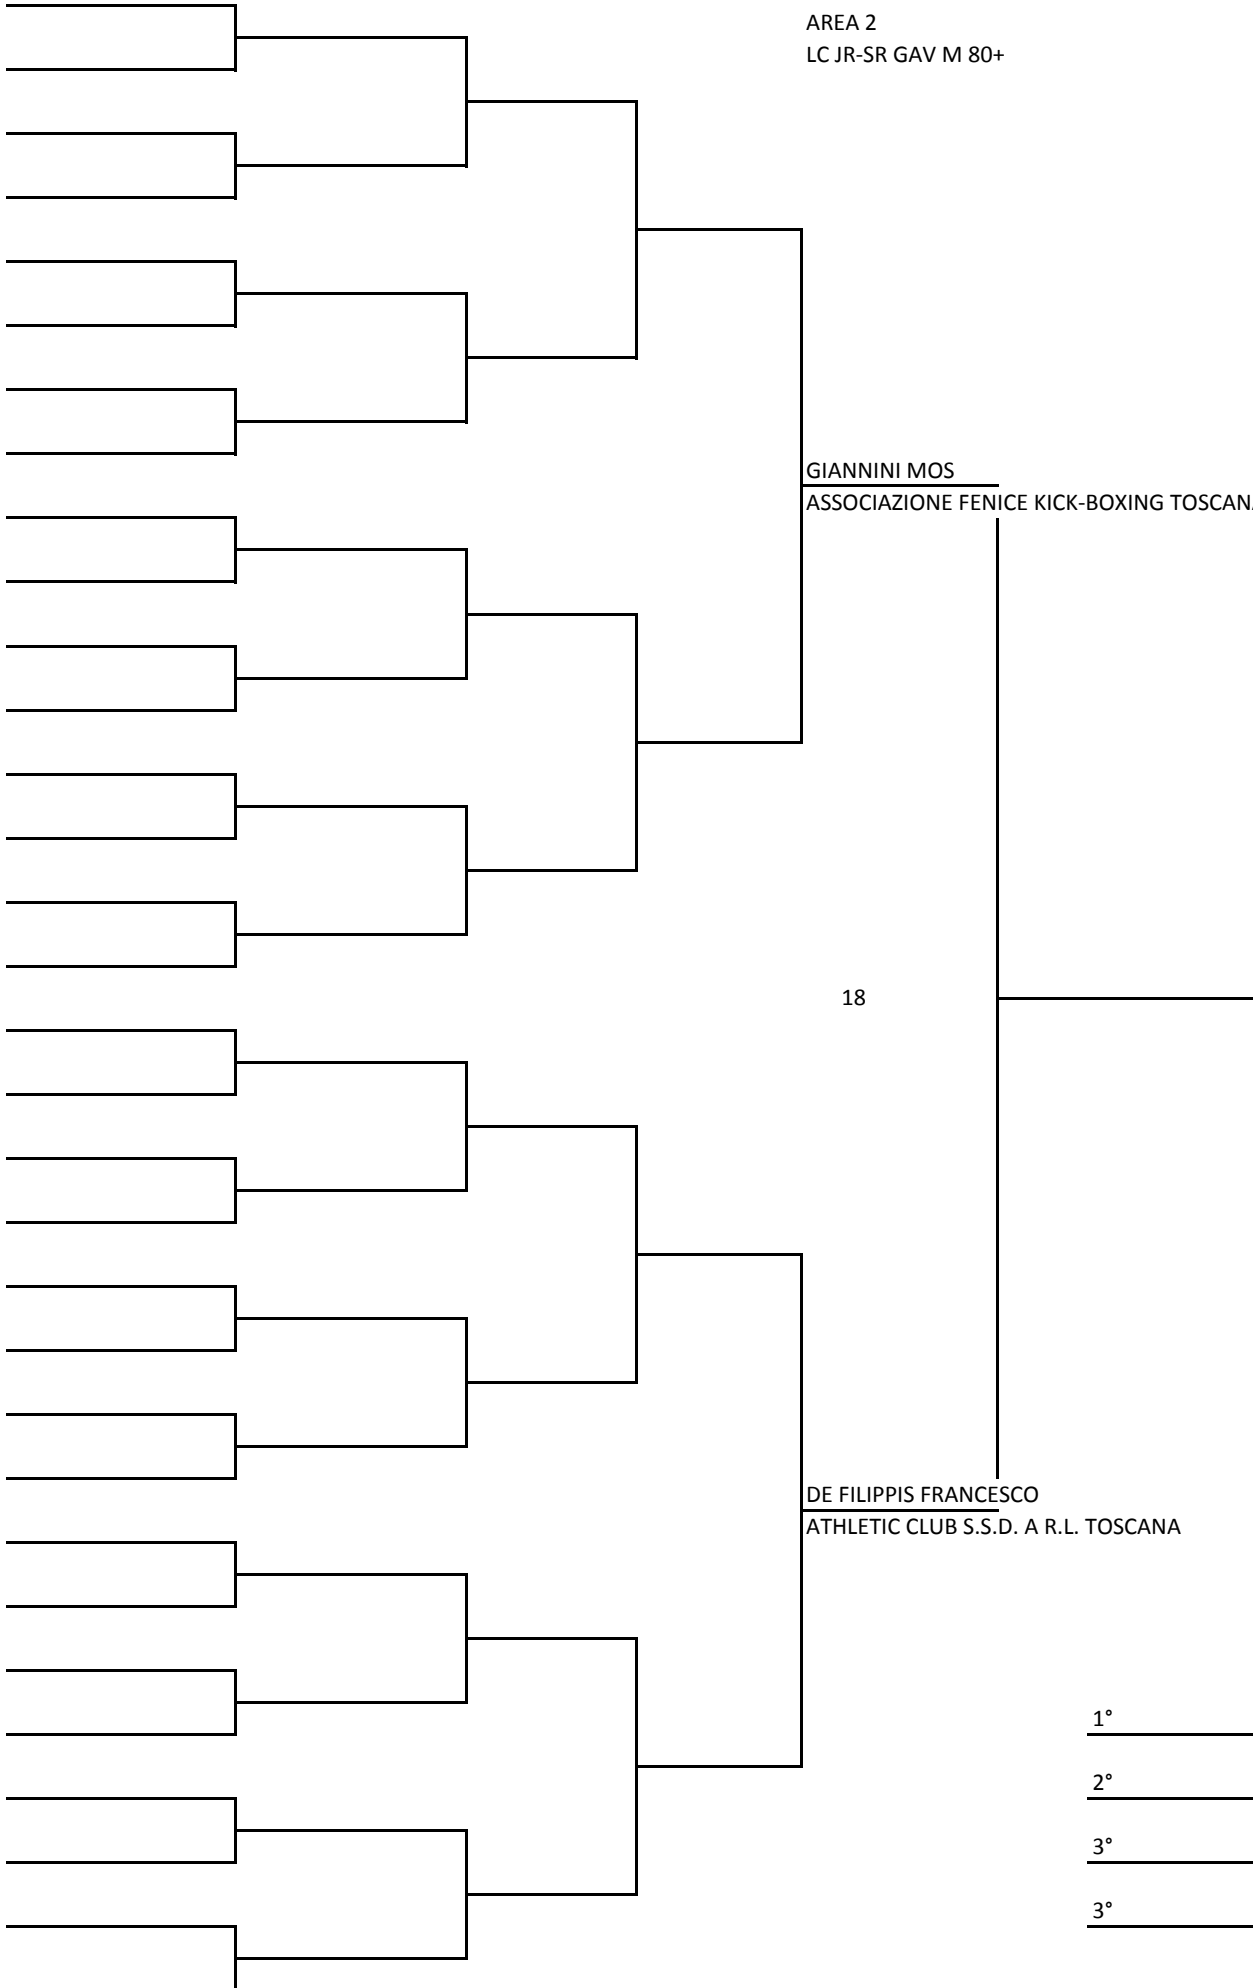 AREA 2
LC JR-SR GAV M 80+
GIANNINI MOS
ASSOCIAZIONE FENICE KICK-BOXING TOSCAN
18
DE FILIPPIS FRANCESCO
ATHLETIC CLUB S.S.D. A R.L. TOSCANA
1°
2°
3°
3°